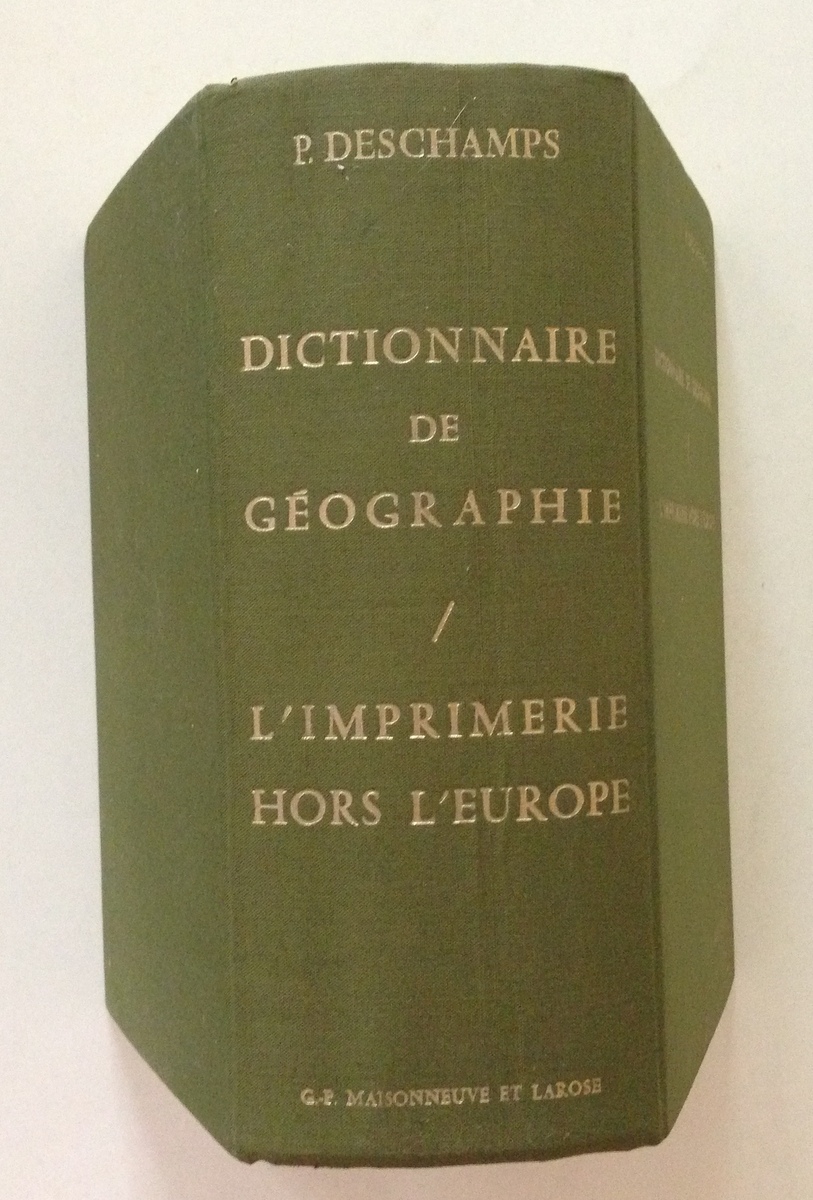 P. DESCHAMPS
DICTIONNAIRE
DE
GÉOGRAPHIE
/
L'IMPRIMERIE
HORS L'EUROPE
G.-P. MAISONNEUVE ET LAROSE